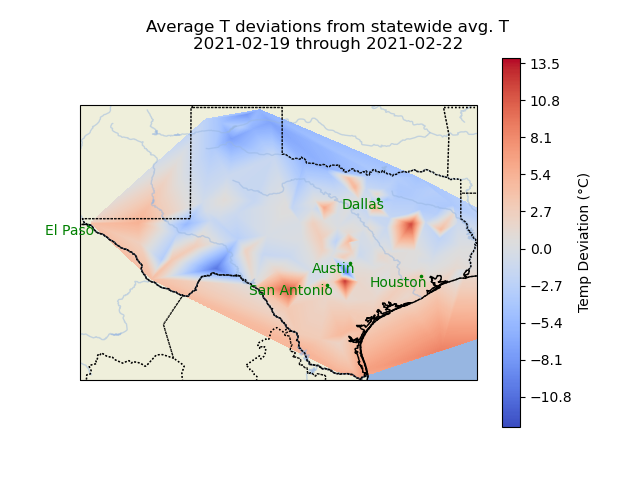 Average T deviations from statewide avg. T
2021-02-19 through 2021-02-22
13.5
10.8
8.1
5.4
2.7
0.0
−2.7
−5.4
−8.1
−10.8
Temp Deviation (°C)
Dallas
El Paso
Austin
San Antonio
Houston